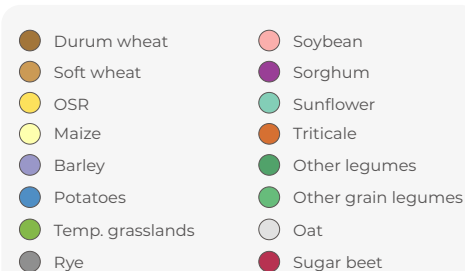 Durum wheat
Soft wheat
OSR
Maize
Barley
Potatoes
Temp. grasslands
Rye
Soybean
Sorghum
Sunflower
Triticale
Other legumes
Other grain legumes
Oat
Sugar beet